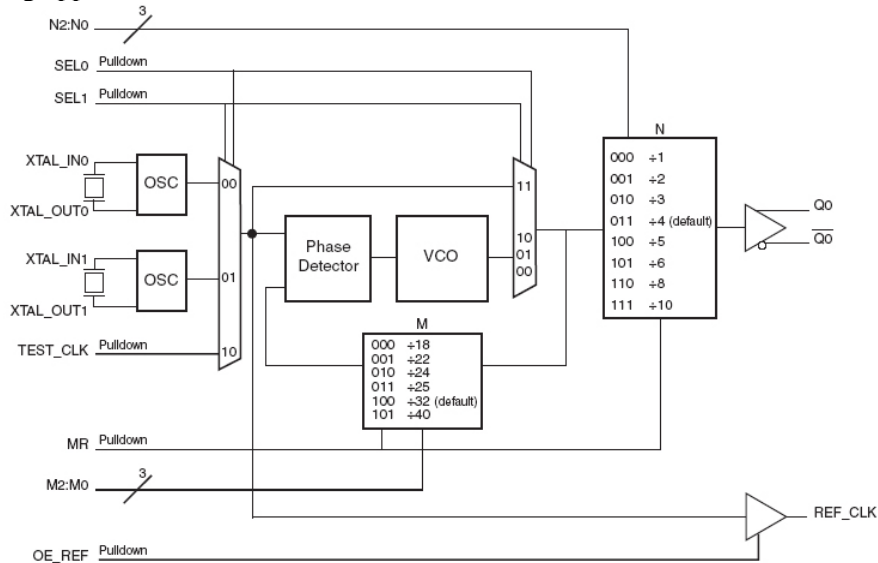 3
N2:N0
SEL0 Pulldown
SEL1 Pulldown
N
XTAL_IN0
OSC
00
11
000 ÷1
001 ÷2
010 ÷3
011 ÷4 (default)
100 ÷5
101 ÷6
110 ÷8
111 ÷10
XTAL_OUT0
Q0
Q0
Phase
Detector
VCO
10
01
00
XTAL_IN1
OSC
01
XTAL_OUT1
M
000 ÷18
001 ÷22
010 ÷24
011 ÷25
100 ÷32 (default)
101 ÷40
TEST_CLK Pulldown
10
MR Pulldown
3
M2:M0
REF_CLK
OE_REF Pulldown